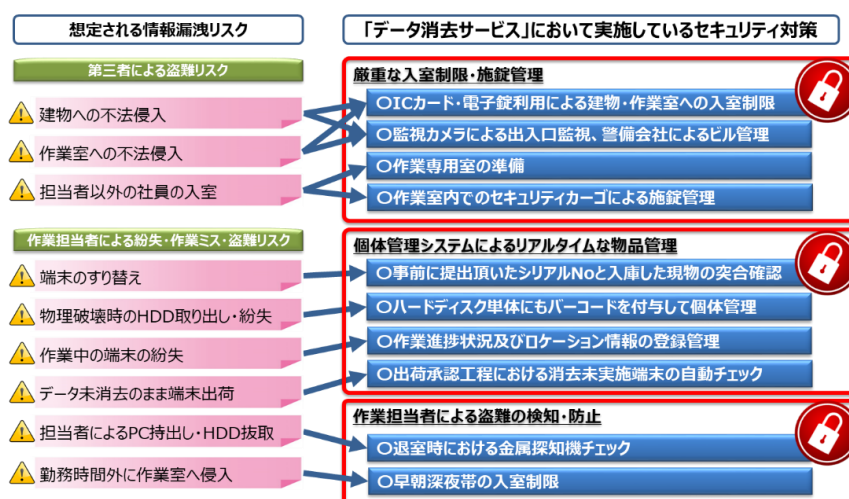 想定される情報漏洩リスク
「データ消去サービス」において実施しているセキュリティ対策
第三者による盗難リスク
建物への不法侵入
作業室への不法侵入
担当者以外の社員の入室
厳重な入室制限・施錠管理
○ICカード・電子錠利用による建物・作業室への入室制限
○監視カメラによる出入口監視、警備会社によるビル管理
○作業専用室の準備
○作業室内でのセキュリティカーゴによる施錠管理
作業担当者による紛失・作業ミス・盗難リスク
端末のすり替え
物理破壊時のHDD取り出し・紛失
作業中の端末の紛失
データ未消去のまま端末出荷
担当者によるPC持出し・HDD抜取
勤務時間外に作業室へ侵入
個体管理システムによるリアルタイムな物品管理
○事前に提出頂いたシリアルNoと入庫した現物の突合確認
○ハードディスク単体にもバーコードを付与して個体管理
○作業進捗状況及びロケーション情報の登録管理
○出荷承認工程における消去未実施端末の自動チェック
作業担当者による盗難の検知・防止
○退室時における金属探知機チェック
○早朝深夜帯の入室制限